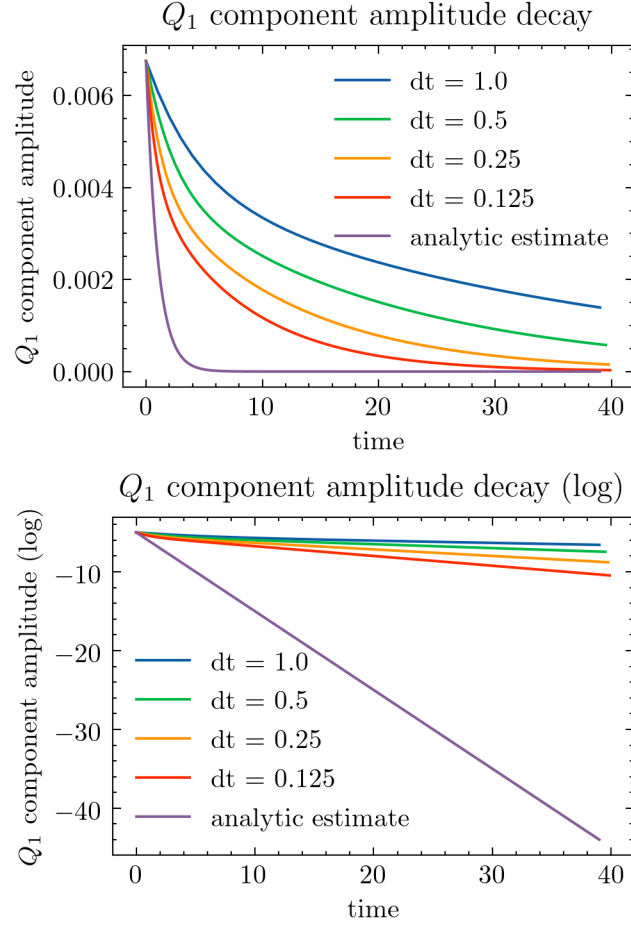 Q₁ component amplitude decay
Q₁ component amplitude
0.006
0.004
0.002
0.000
dt = 1.0
dt = 0.5
dt = 0.25
dt = 0.125
analytic estimate
0 10 20 30 40
time
Q₁ component amplitude decay (log)
Q₁ component amplitude (log)
−10
−20
−30
−40
dt = 1.0
dt = 0.5
dt = 0.25
dt = 0.125
analytic estimate
0 10 20 30 40
time